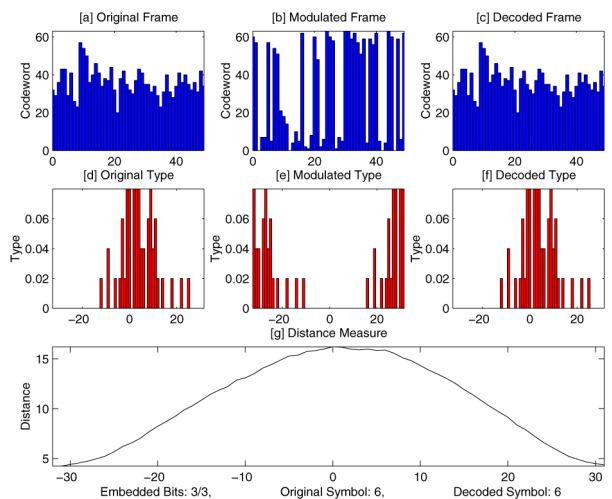 [a] Original Frame [b] Modulated Frame [c] Decoded Frame
60 60 60
40 40 40
20 20 20
0 0 0
Codeword Codeword Codeword
0 20 40 0 20 40 0 20 40
[d] Original Type [e] Modulated Type [f] Decoded Type
0.06 0.06 0.06
0.04 0.04 0.04
0.02 0.02 0.02
0 0 0
Type Type Type
−20 0 20 −20 0 20 −20 0 20
[g] Distance Measure
15
10
5
Distance
−30 −20 −10 0 10 20 30
Embedded Bits: 3/3, Original Symbol: 6, Decoded Symbol: 6